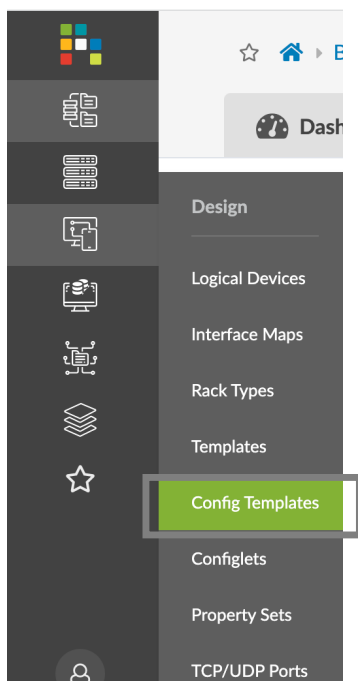 Dash
Design
Logical Devices
Interface Maps
Rack Types
Templates
Config Templates
Configlets
Property Sets
TCP/UDP Ports